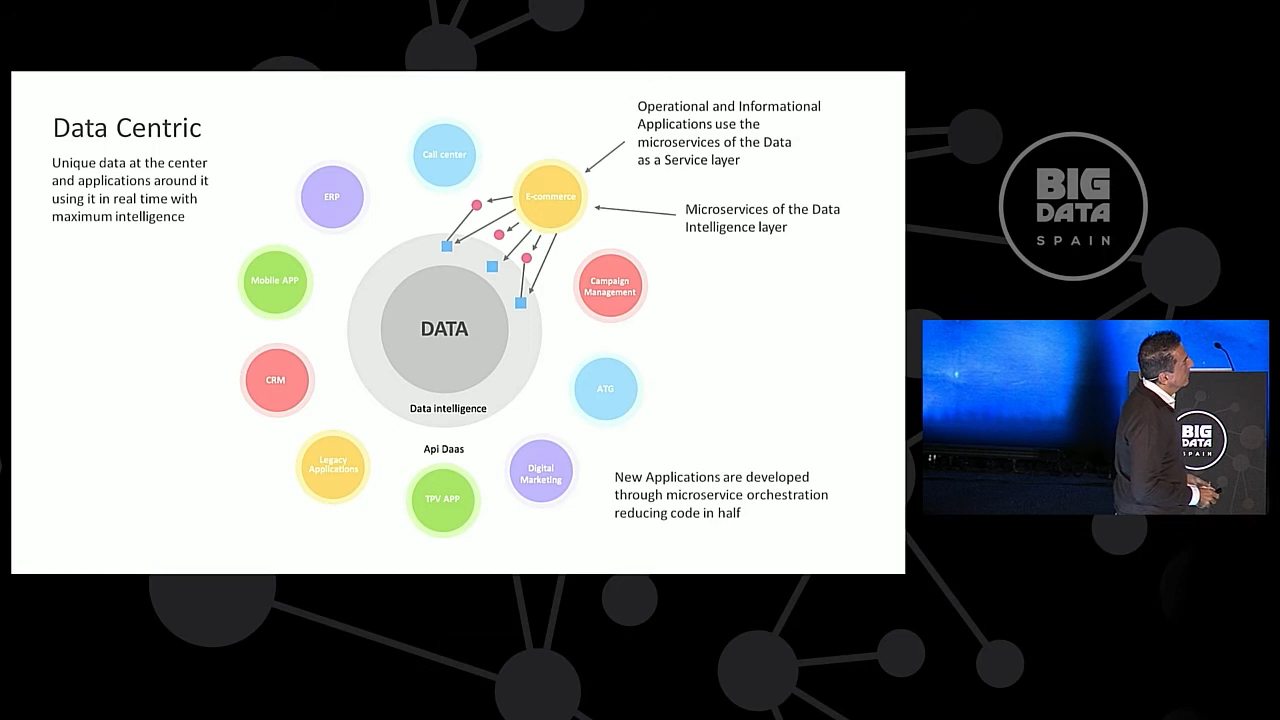 Data Centric
Unique data at the center
and applications around it
using it in real time with
maximum intelligence
Operational and Informational
Applications use the
microservices of the Data
as a Service layer
Microservices of the Data
Intelligence layer
Call center
ERP
E-commerce
Mobile APP
Campaign
Management
DATA
CRM
ATG
Data intelligence
Api Daas
Legacy
Applications
TPV APP
Digital
Marketing
New Applications are developed
through microservice orchestration
reducing code in half
BIG
DATA
SPAIN
BIG
DATA
SPAIN